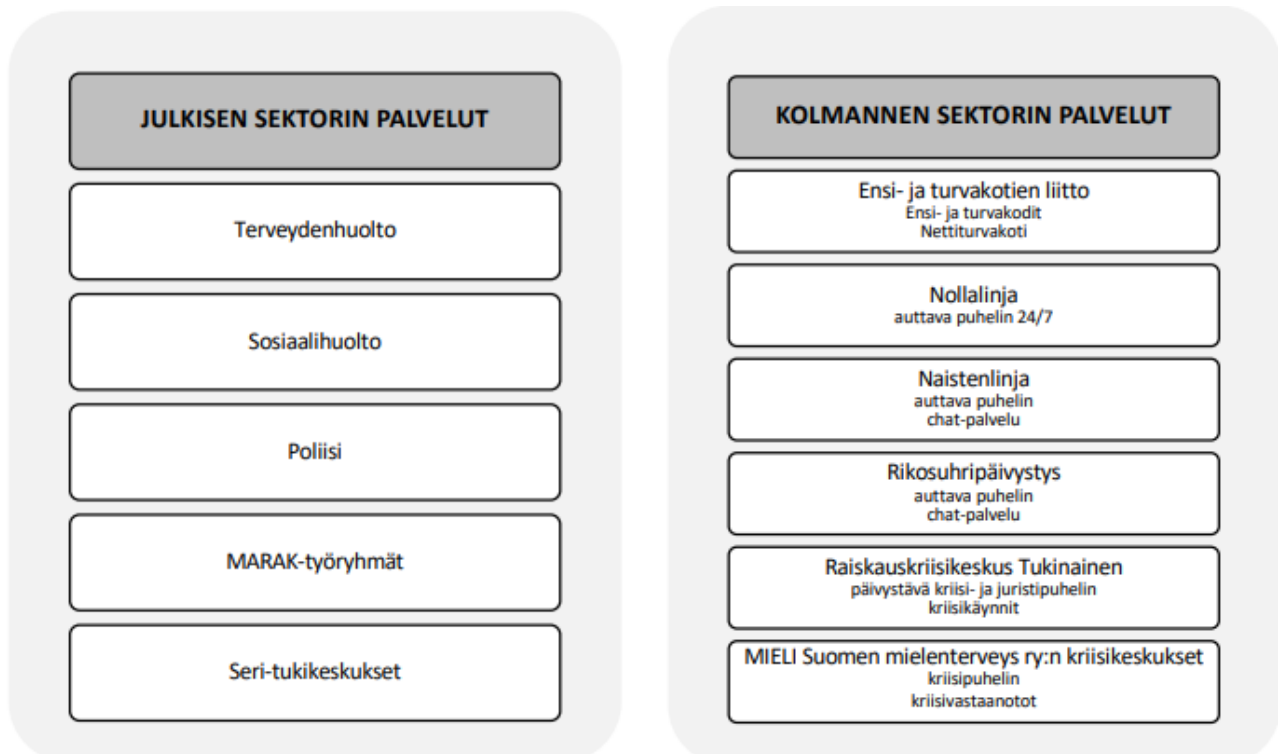 JULKISEN SEKTORIN PALVELUT
Terveydenhuolto
Sosiaalihuolto
Poliisi
MARAK-työryhmät
Seri-tukikeskukset
KOLMANNEN SEKTORIN PALVELUT
Ensi- ja turvakotien liitto
Ensi- ja turvakodit
Nettiturvakoti
Nollalinja
auttava puhelin 24/7
Naistenlinja
auttava puhelin
chat-palvelu
Rikosuhripäivystys
auttava puhelin
chat-palvelu
Raiskauskriisikeskus Tukinainen
päivystävä kriisi- ja juristipuhelin
kriisikäynnit
MIELI Suomen mielenterveys ry:n kriisikeskukset
kriisipuhelin
kriisivastaanotot